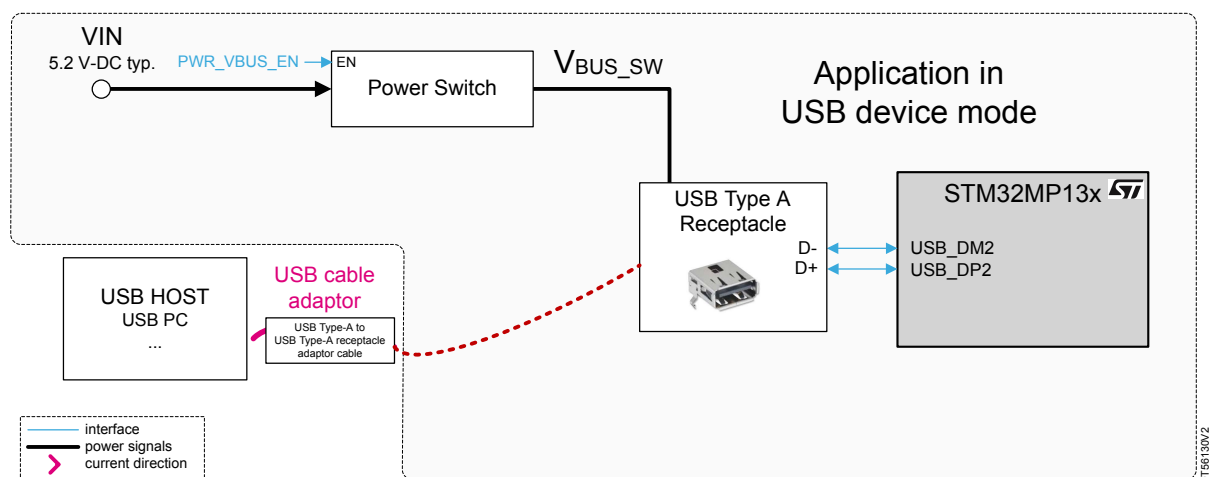 VIN
5.2 V-DC typ.
PWR_VBUS_EN
EN
Power Switch
VBUS_SW
Application in
USB device mode
USB Type A
Receptacle
D-
D+
STM32MP13x
ST
USB_DM2
USB_DP2
USB HOST
USB PC
...
USB cable
adaptor
USB Type-A to
USB Type-A receptacle
adaptor cable
interface
power signals
current direction
T56130V2